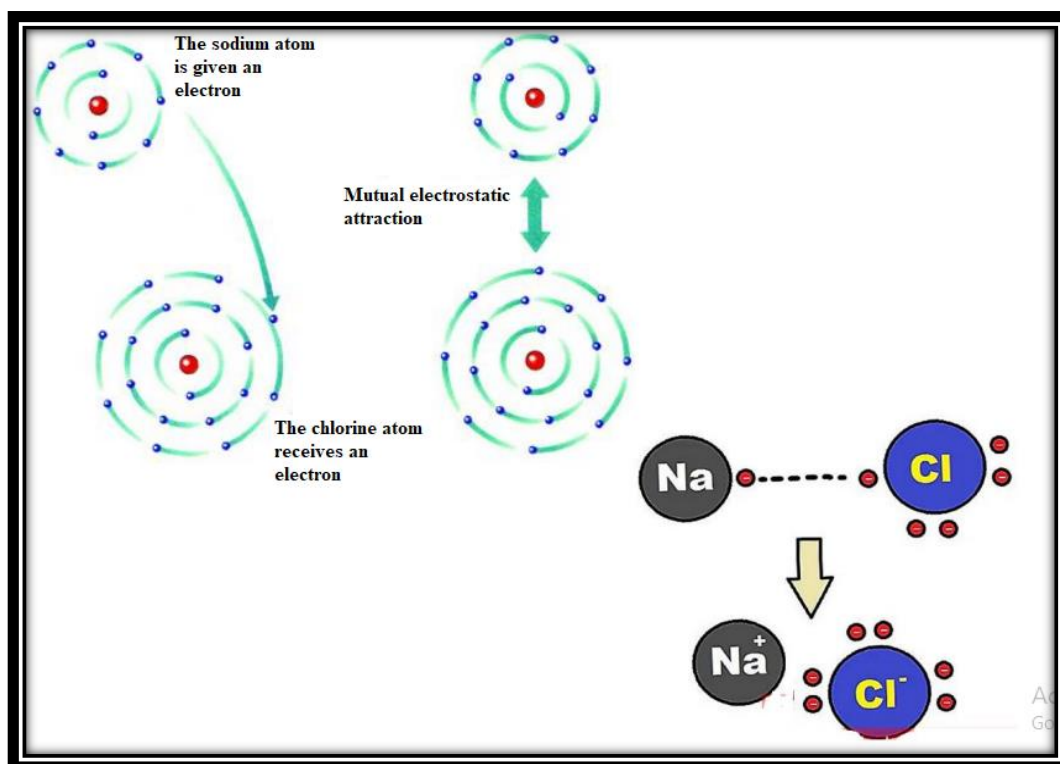 The sodium atom
is given an
electron
Mutual electrostatic
attraction
The chlorine atom
receives an
electron
Na
Cl
Na+
Cl-